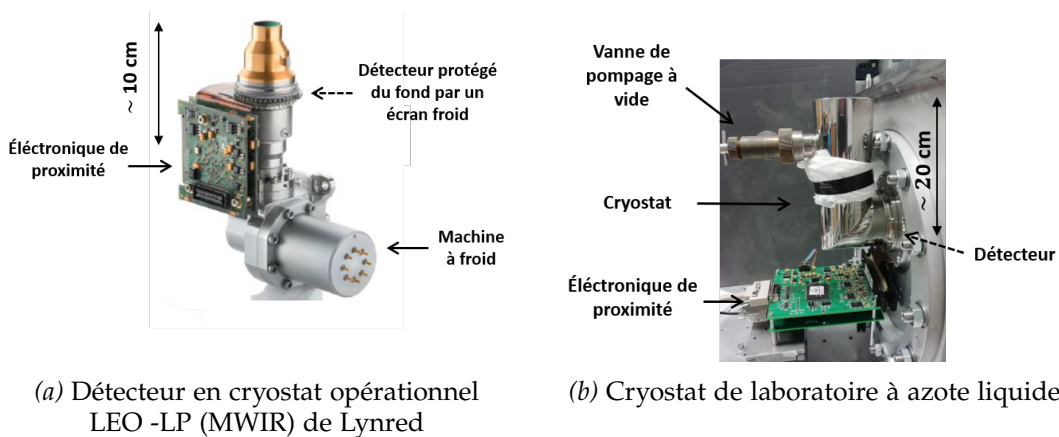 ~ 10 cm
Détecteur protégé
du fond par un
écran froid
Éléctronique de
proximité
Machine
à froid
(a) Détecteur en cryostat opérationnel
LEO -LP (MWIR) de Lynred
Vanne de
pompage à
vide
~ 20 cm
Cryostat
Détecteur
Éléctronique de
proximité
(b) Cryostat de laboratoire à azote liquide